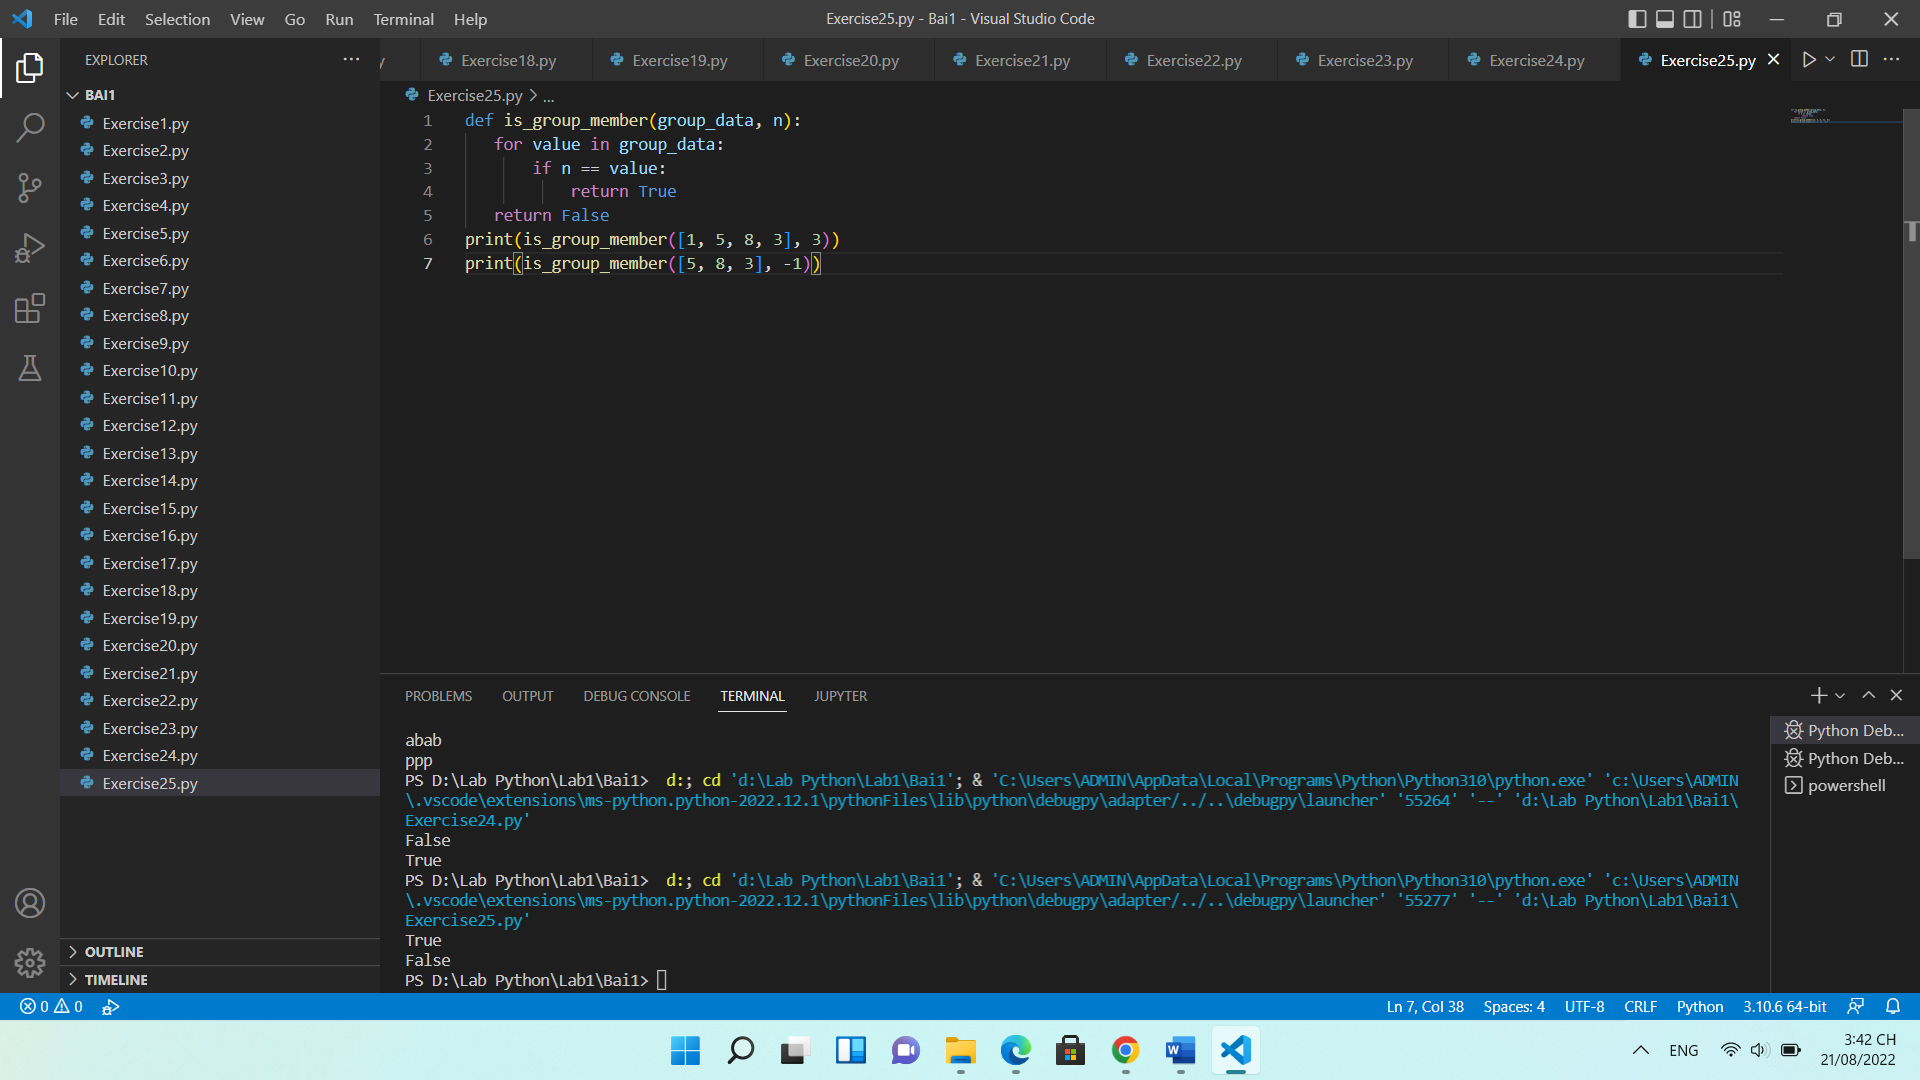 File Edit Selection View Go Run Terminal Help
Exercise25.py - Bai1 - Visual Studio Code
EXPLORER
BAI1
Exercise1.py
Exercise2.py
Exercise3.py
Exercise4.py
Exercise5.py
Exercise6.py
Exercise7.py
Exercise8.py
Exercise9.py
Exercise10.py
Exercise11.py
Exercise12.py
Exercise13.py
Exercise14.py
Exercise15.py
Exercise16.py
Exercise17.py
Exercise18.py
Exercise19.py
Exercise20.py
Exercise21.py
Exercise22.py
Exercise23.py
Exercise24.py
Exercise25.py
OUTLINE
TIMELINE
y Exercise18.py Exercise19.py Exercise20.py Exercise21.py Exercise22.py Exercise23.py Exercise24.py Exercise25.py
Exercise25.py > ...
1 def is_group_member(group_data, n):
2 for value in group_data:
3 if n == value:
4 return True
5 return False
6 print(is_group_member([1, 5, 8, 3], 3))
7 print(is_group_member([5, 8, 3], -1))
PROBLEMS OUTPUT DEBUG CONSOLE TERMINAL JUPYTER
abab
ppp
PS D:\Lab Python\Lab1\Bai1>  d:; cd 'd:\Lab Python\Lab1\Bai1'; & 'C:\Users\ADMIN\AppData\Local\Programs\Python\Python310\python.exe' 'c:\Users\ADMIN
\.vscode\extensions\ms-python.python-2022.12.1\pythonFiles\lib\python\debugpy\adapter/../..\debugpy\launcher' '55264' '--' 'd:\Lab Python\Lab1\Bai1\
Exercise24.py'
False
True
PS D:\Lab Python\Lab1\Bai1>  d:; cd 'd:\Lab Python\Lab1\Bai1'; & 'C:\Users\ADMIN\AppData\Local\Programs\Python\Python310\python.exe' 'c:\Users\ADMIN
\.vscode\extensions\ms-python.python-2022.12.1\pythonFiles\lib\python\debugpy\adapter/../..\debugpy\launcher' '55277' '--' 'd:\Lab Python\Lab1\Bai1\
Exercise25.py'
True
False
PS D:\Lab Python\Lab1\Bai1>
Python Deb...
Python Deb...
powershell
0 0
Ln 7, Col 38 Spaces: 4 UTF-8 CRLF Python 3.10.6 64-bit
ENG
3:42 CH
21/08/2022